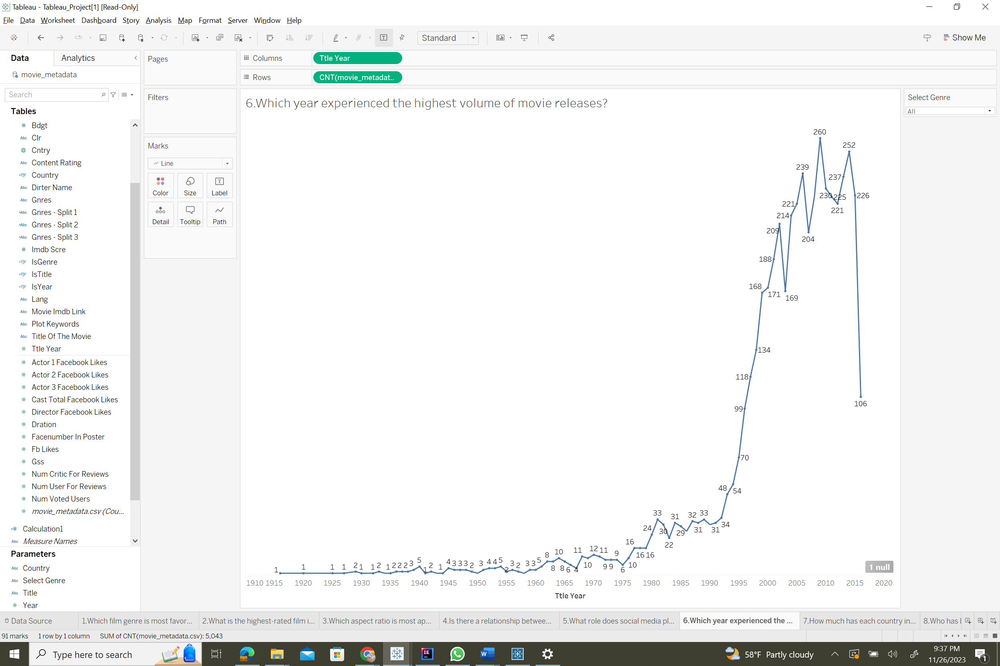 Tableau - Tableau_Project[1] [Read-Only]
File Data Worksheet Dashboard Story Analysis Map Format Server Window Help
Standard
Show Me
Data
Analytics
movie_metadata
Search
Tables
# Bdgt
Abc Clr
Cntry
Abc Content Rating
=T|F Country
Abc Dirter Name
Abc Gnres
=Abc Gnres - Split 1
=Abc Gnres - Split 2
=Abc Gnres - Split 3
# Imdb Scre
=T|F IsGenre
=T|F IsTitle
=T|F IsYear
Abc Lang
Abc Movie Imdb Link
Abc Plot Keywords
Abc Title Of The Movie
# Ttle Year
# Actor 1 Facebook Likes
# Actor 2 Facebook Likes
# Actor 3 Facebook Likes
# Cast Total Facebook Likes
# Director Facebook Likes
# Dration
# Facenumber In Poster
# Fb Likes
# Gss
# Num Critic For Reviews
# Num User For Reviews
# Num Voted Users
# movie_metadata.csv (Cou...
=# Calculation1
Abc Measure Names
Parameters
Abc Country
Abc Select Genre
Abc Title
# Year
Pages
Filters
Marks
Line
Color Size Label
Detail Tooltip Path
Columns
Ttle Year
Rows
CNT(movie_metadat..
6.Which year experienced the highest volume of movie releases?
260
252
239
237
230 225 226
221
221
214
209
204
188
168
171
169
134
118
106
99
70
48
54
33 31 32 33
24 30 29 31 31 34
22
16
16 16
1 1 1 1 2 1 1 2 1 2 2 2 3 5 1 2 1 4 3 3 3 2 3 4 4 5 2 3 2 3 3 5 8 8 10 8 6 4 11 10 12 11 9 9 9 6 10
1 null
1910 1915 1920 1925 1930 1935 1940 1945 1950 1955 1960 1965 1970 1975 1980 1985 1990 1995 2000 2005 2010 2015 2020
Ttle Year
Select Genre
All
Data Source
1.Which film genre is most favor...
2.What is the highest-rated film i...
3.Which aspect ratio is most ap...
4.Is there a relationship betwee...
5.What role does social media pl...
6.Which year experienced the ...
7.How much has each country in...
8.Who has
91 marks 1 row by 1 column SUM of CNT(movie_metadata.csv): 5,043
Type here to search
58°F Partly cloudy
9:37 PM
11/26/2023
1